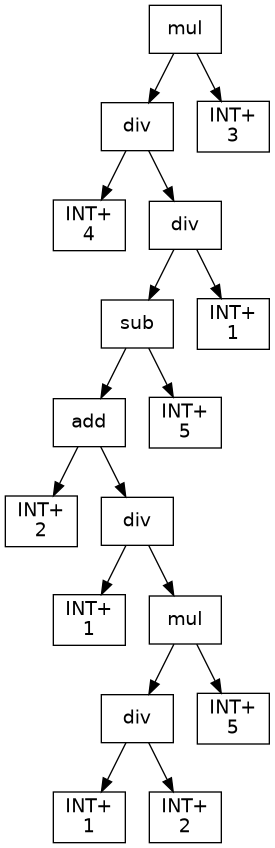 mul
div
INT+
3
INT+
4
div
sub
INT+
1
add
INT+
5
INT+
2
div
INT+
1
mul
div
INT+
5
INT+
1
INT+
2